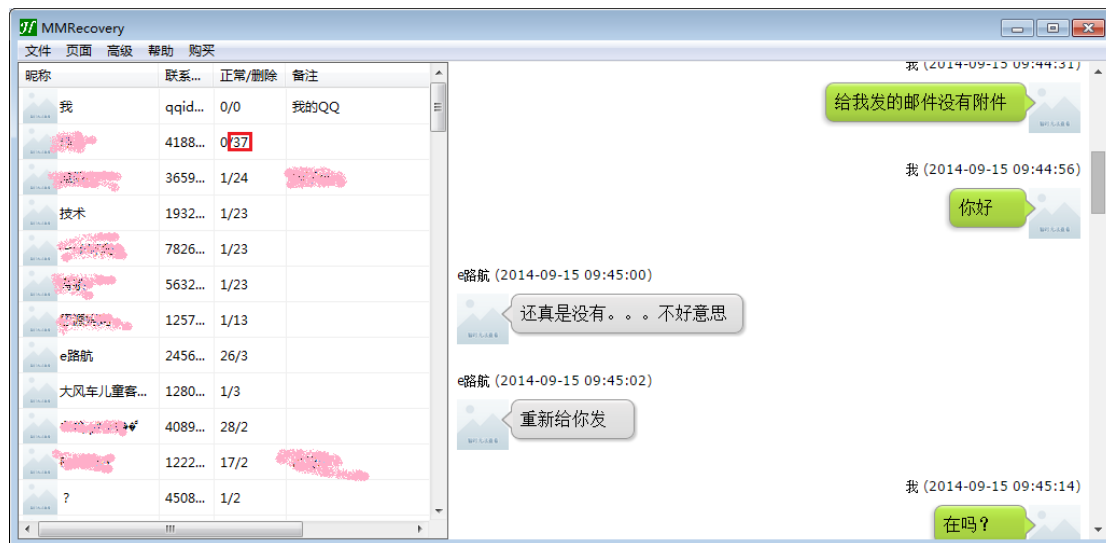 MMRecovery
文件 页面 高级 帮助 购买
昵称 联系... 正常/删除 备注
我 qqid... 0/0 我的QQ
4188... 0/37
3659... 1/24
技术 1932... 1/23
7826... 1/23
5632... 1/23
1257... 1/13
e路航 2456... 26/3
大风车儿童客... 1280... 1/3
4089... 28/2
1222... 17/2
? 4508... 1/2
我 (2014-09-15 09:44:31)
给我发的邮件没有附件
我 (2014-09-15 09:44:56)
你好
e路航 (2014-09-15 09:45:00)
还真是没有。。。不好意思
e路航 (2014-09-15 09:45:02)
重新给你发
我 (2014-09-15 09:45:14)
在吗？